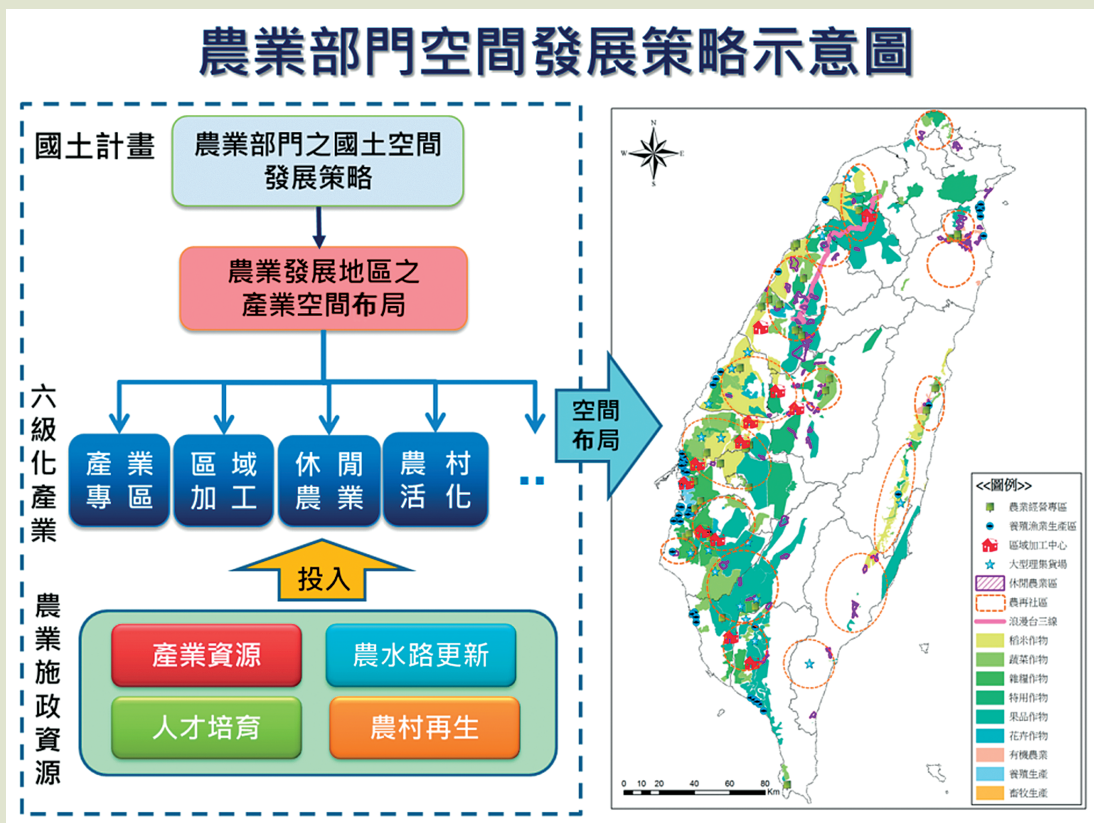 農業部門空間發展策略示意圖
國土計畫
農業部門之國土空間
發展策略
農業發展地區之
產業空間布局
六級化產業
產業
專區
區域
加工
休閒
農業
農村
活化
..
空間
布局
投入
農業施政資源
產業資源
農水路更新
人才培育
農村再生
N
W
E
S
<<圖例>>
農業經營專區
養殖漁業生產區
區域加工中心
大型理集貨場
休閒農業區
農再社區
浪漫台三線
稻米作物
蔬菜作物
雜糧作物
特用作物
果品作物
花卉作物
有機農業
養殖生產
畜牧生產
0 10 20 40 60 80
Km